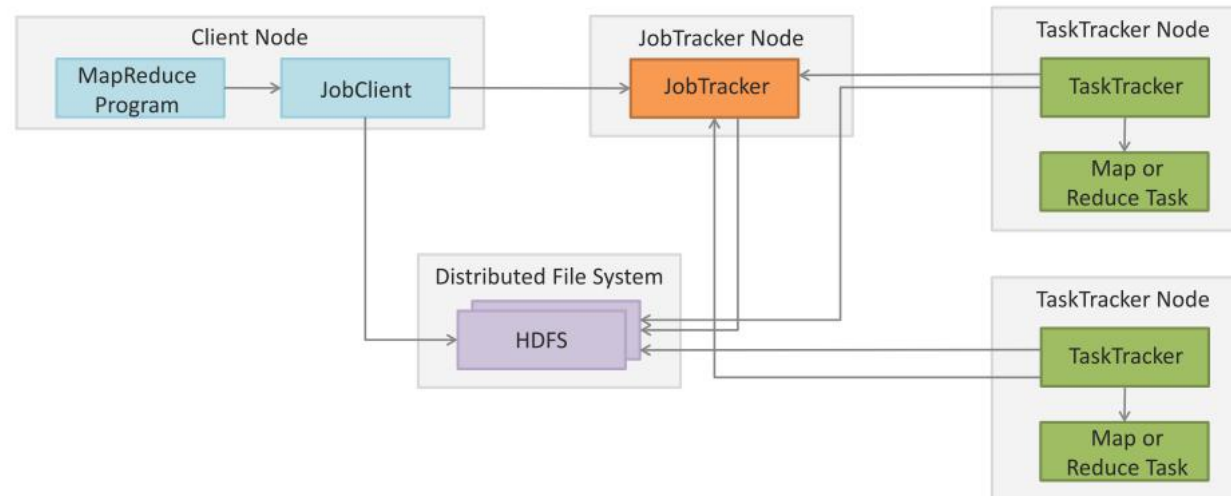 Client Node
MapReduce
Program
JobClient
JobTracker Node
JobTracker
TaskTracker Node
TaskTracker
Map or
Reduce Task
Distributed File System
HDFS
TaskTracker Node
TaskTracker
Map or
Reduce Task